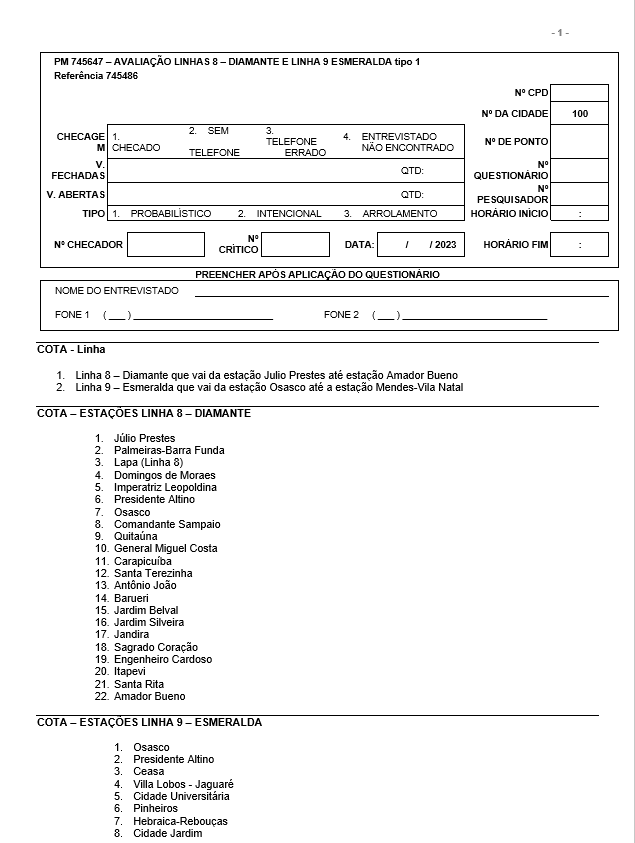 - 1 -
PM 745647 – AVALIAÇÃO LINHAS 8 – DIAMANTE E LINHA 9 ESMERALDA tipo 1
Referência 745486
Nº CPD
Nº DA CIDADE 100
CHECAGEM
1. CHECADO
2. SEM TELEFONE
3. TELEFONE ERRADO
4. ENTREVISTADO NÃO ENCONTRADO
Nº DE PONTO
V. FECHADAS QTD:
Nº QUESTIONÁRIO
V. ABERTAS QTD:
Nº PESQUISADOR
TIPO 1. PROBABILÍSTICO 2. INTENCIONAL 3. ARROLAMENTO
HORÁRIO INÍCIO :
Nº CHECADOR
Nº CRÍTICO
DATA: / / 2023
HORÁRIO FIM :
PREENCHER APÓS APLICAÇÃO DO QUESTIONÁRIO
NOME DO ENTREVISTADO
FONE 1 ( ___ ) FONE 2 ( ___ )
COTA - Linha
1. Linha 8 – Diamante que vai da estação Julio Prestes até estação Amador Bueno
2. Linha 9 – Esmeralda que vai da estação Osasco até a estação Mendes-Vila Natal
COTA – ESTAÇÕES LINHA 8 – DIAMANTE
1. Júlio Prestes
2. Palmeiras-Barra Funda
3. Lapa (Linha 8)
4. Domingos de Moraes
5. Imperatriz Leopoldina
6. Presidente Altino
7. Osasco
8. Comandante Sampaio
9. Quitaúna
10. General Miguel Costa
11. Carapicuíba
12. Santa Terezinha
13. Antônio João
14. Barueri
15. Jardim Belval
16. Jardim Silveira
17. Jandira
18. Sagrado Coração
19. Engenheiro Cardoso
20. Itapevi
21. Santa Rita
22. Amador Bueno
COTA – ESTAÇÕES LINHA 9 – ESMERALDA
1. Osasco
2. Presidente Altino
3. Ceasa
4. Villa Lobos - Jaguaré
5. Cidade Universitária
6. Pinheiros
7. Hebraica-Rebouças
8. Cidade Jardim